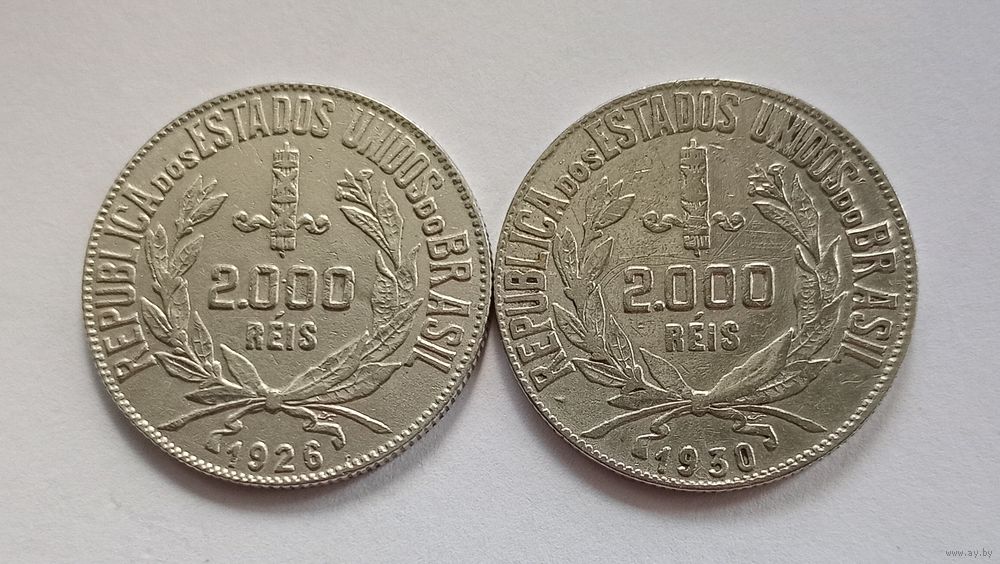 REPUBLICA DOS ESTADOS UNIDOS DO BRASIL
2.000
RÉIS
1926
REPUBLICA DOS ESTADOS UNIDOS DO BRASIL
2.000
RÉIS
1930
www.ay.by